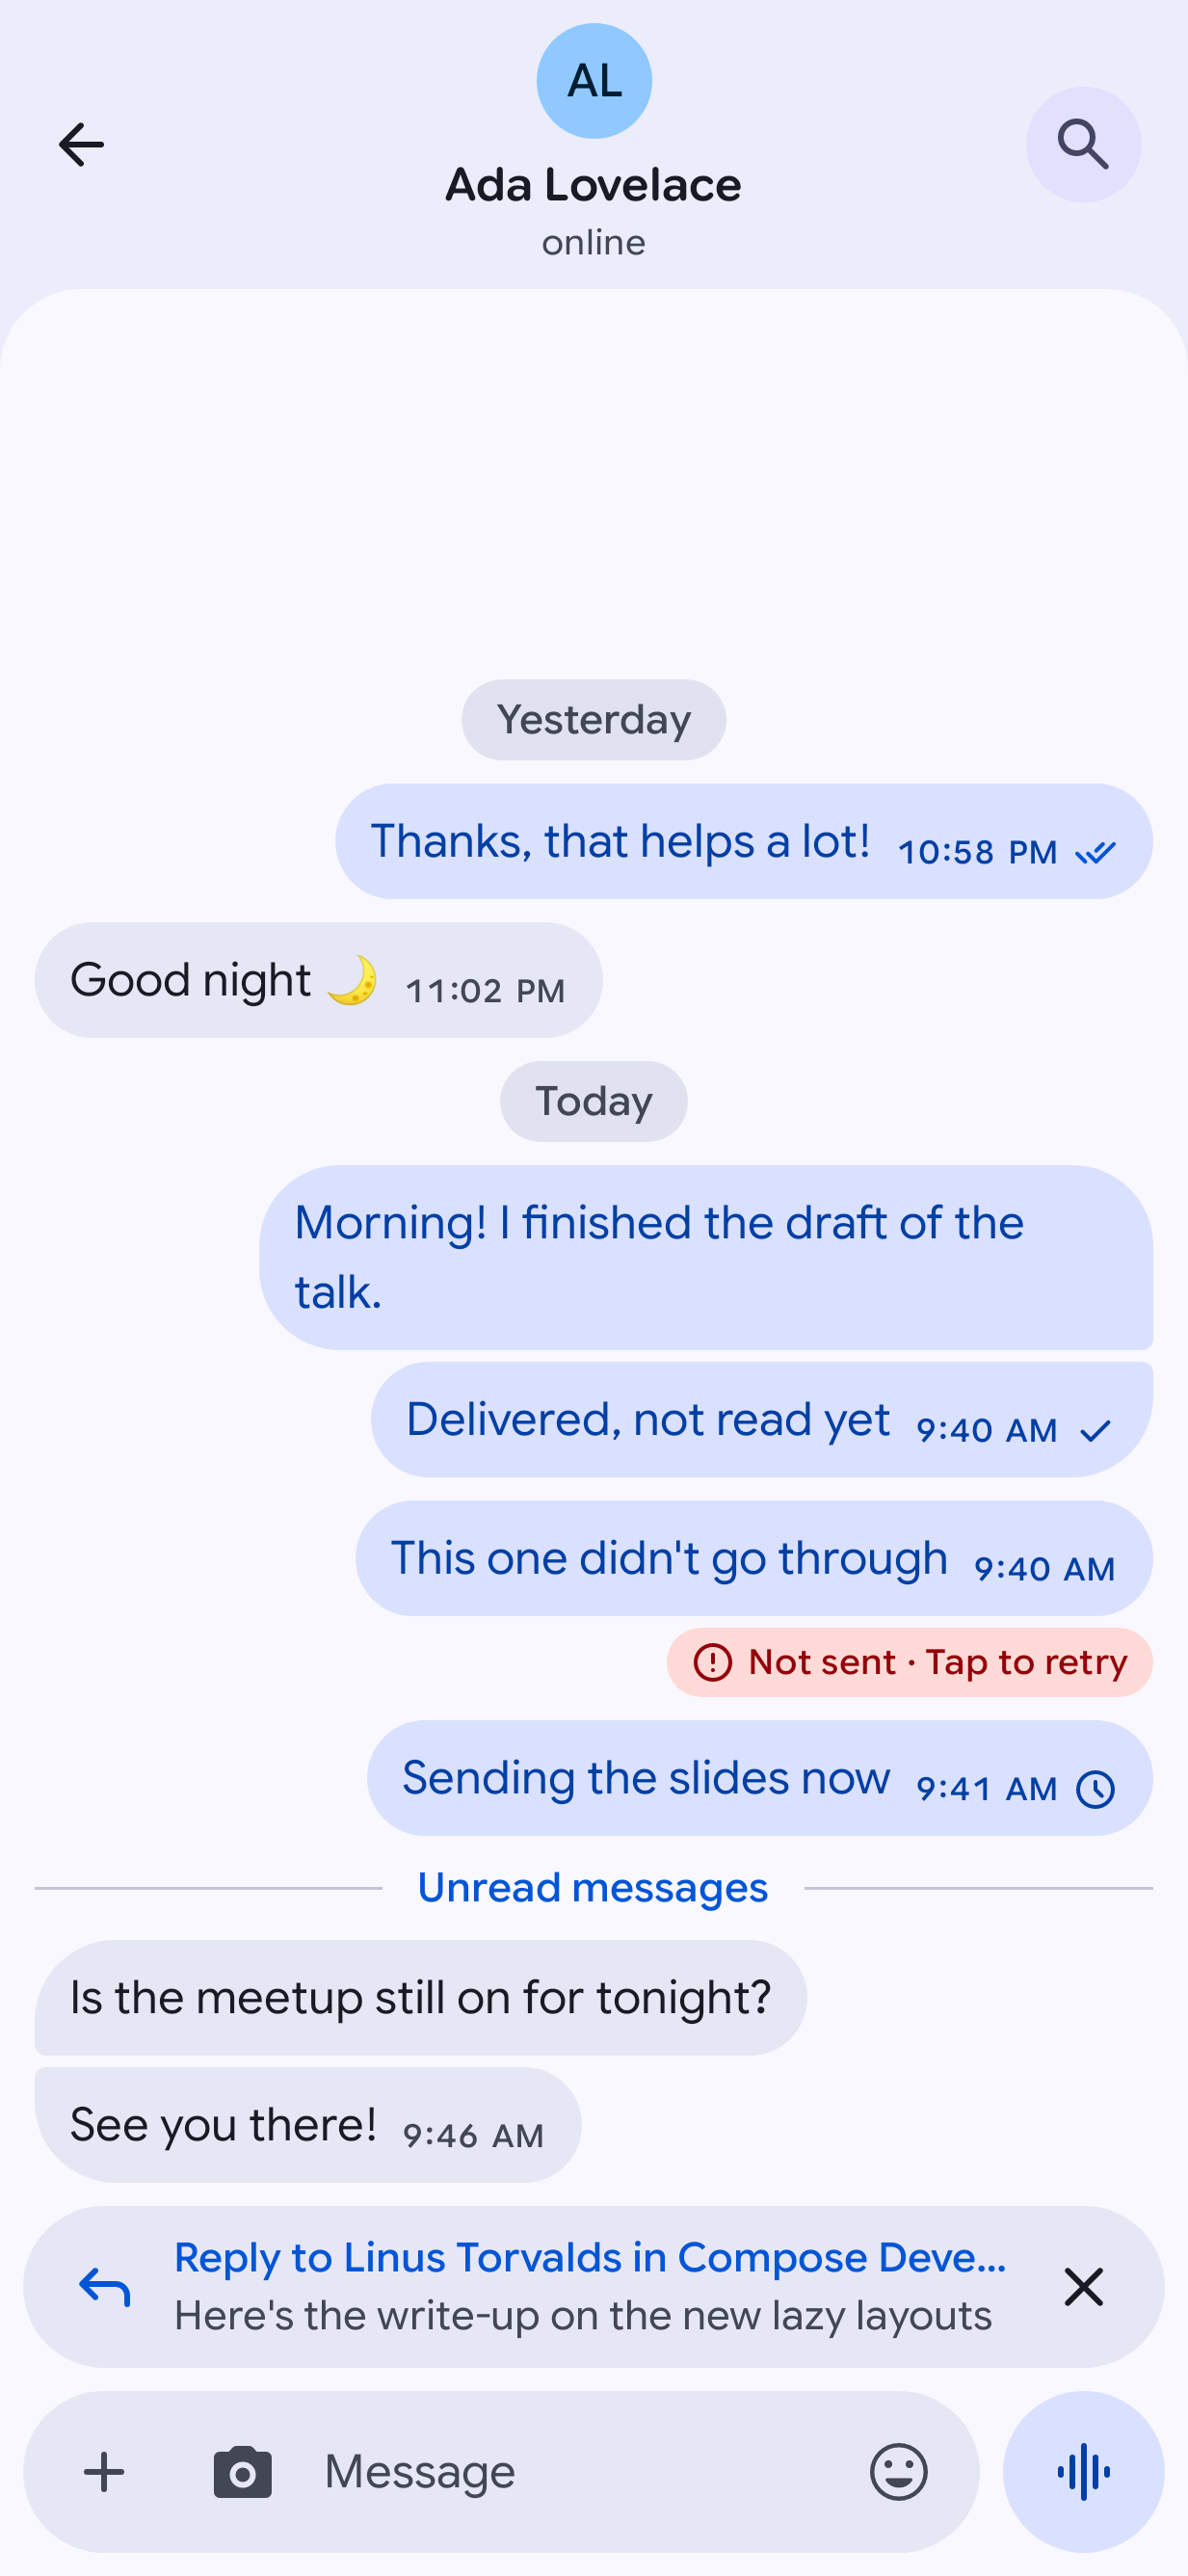 AL
Ada Lovelace
online
Yesterday
Thanks, that helps a lot! 10:58 PM
Good night 🌙 11:02 PM
Today
Morning! I finished the draft of the
talk.
Delivered, not read yet 9:40 AM
This one didn't go through 9:40 AM
Not sent · Tap to retry
Sending the slides now 9:41 AM
Unread messages
Is the meetup still on for tonight?
See you there! 9:46 AM
Reply to Linus Torvalds in Compose Deve...
Here's the write-up on the new lazy layouts
Message